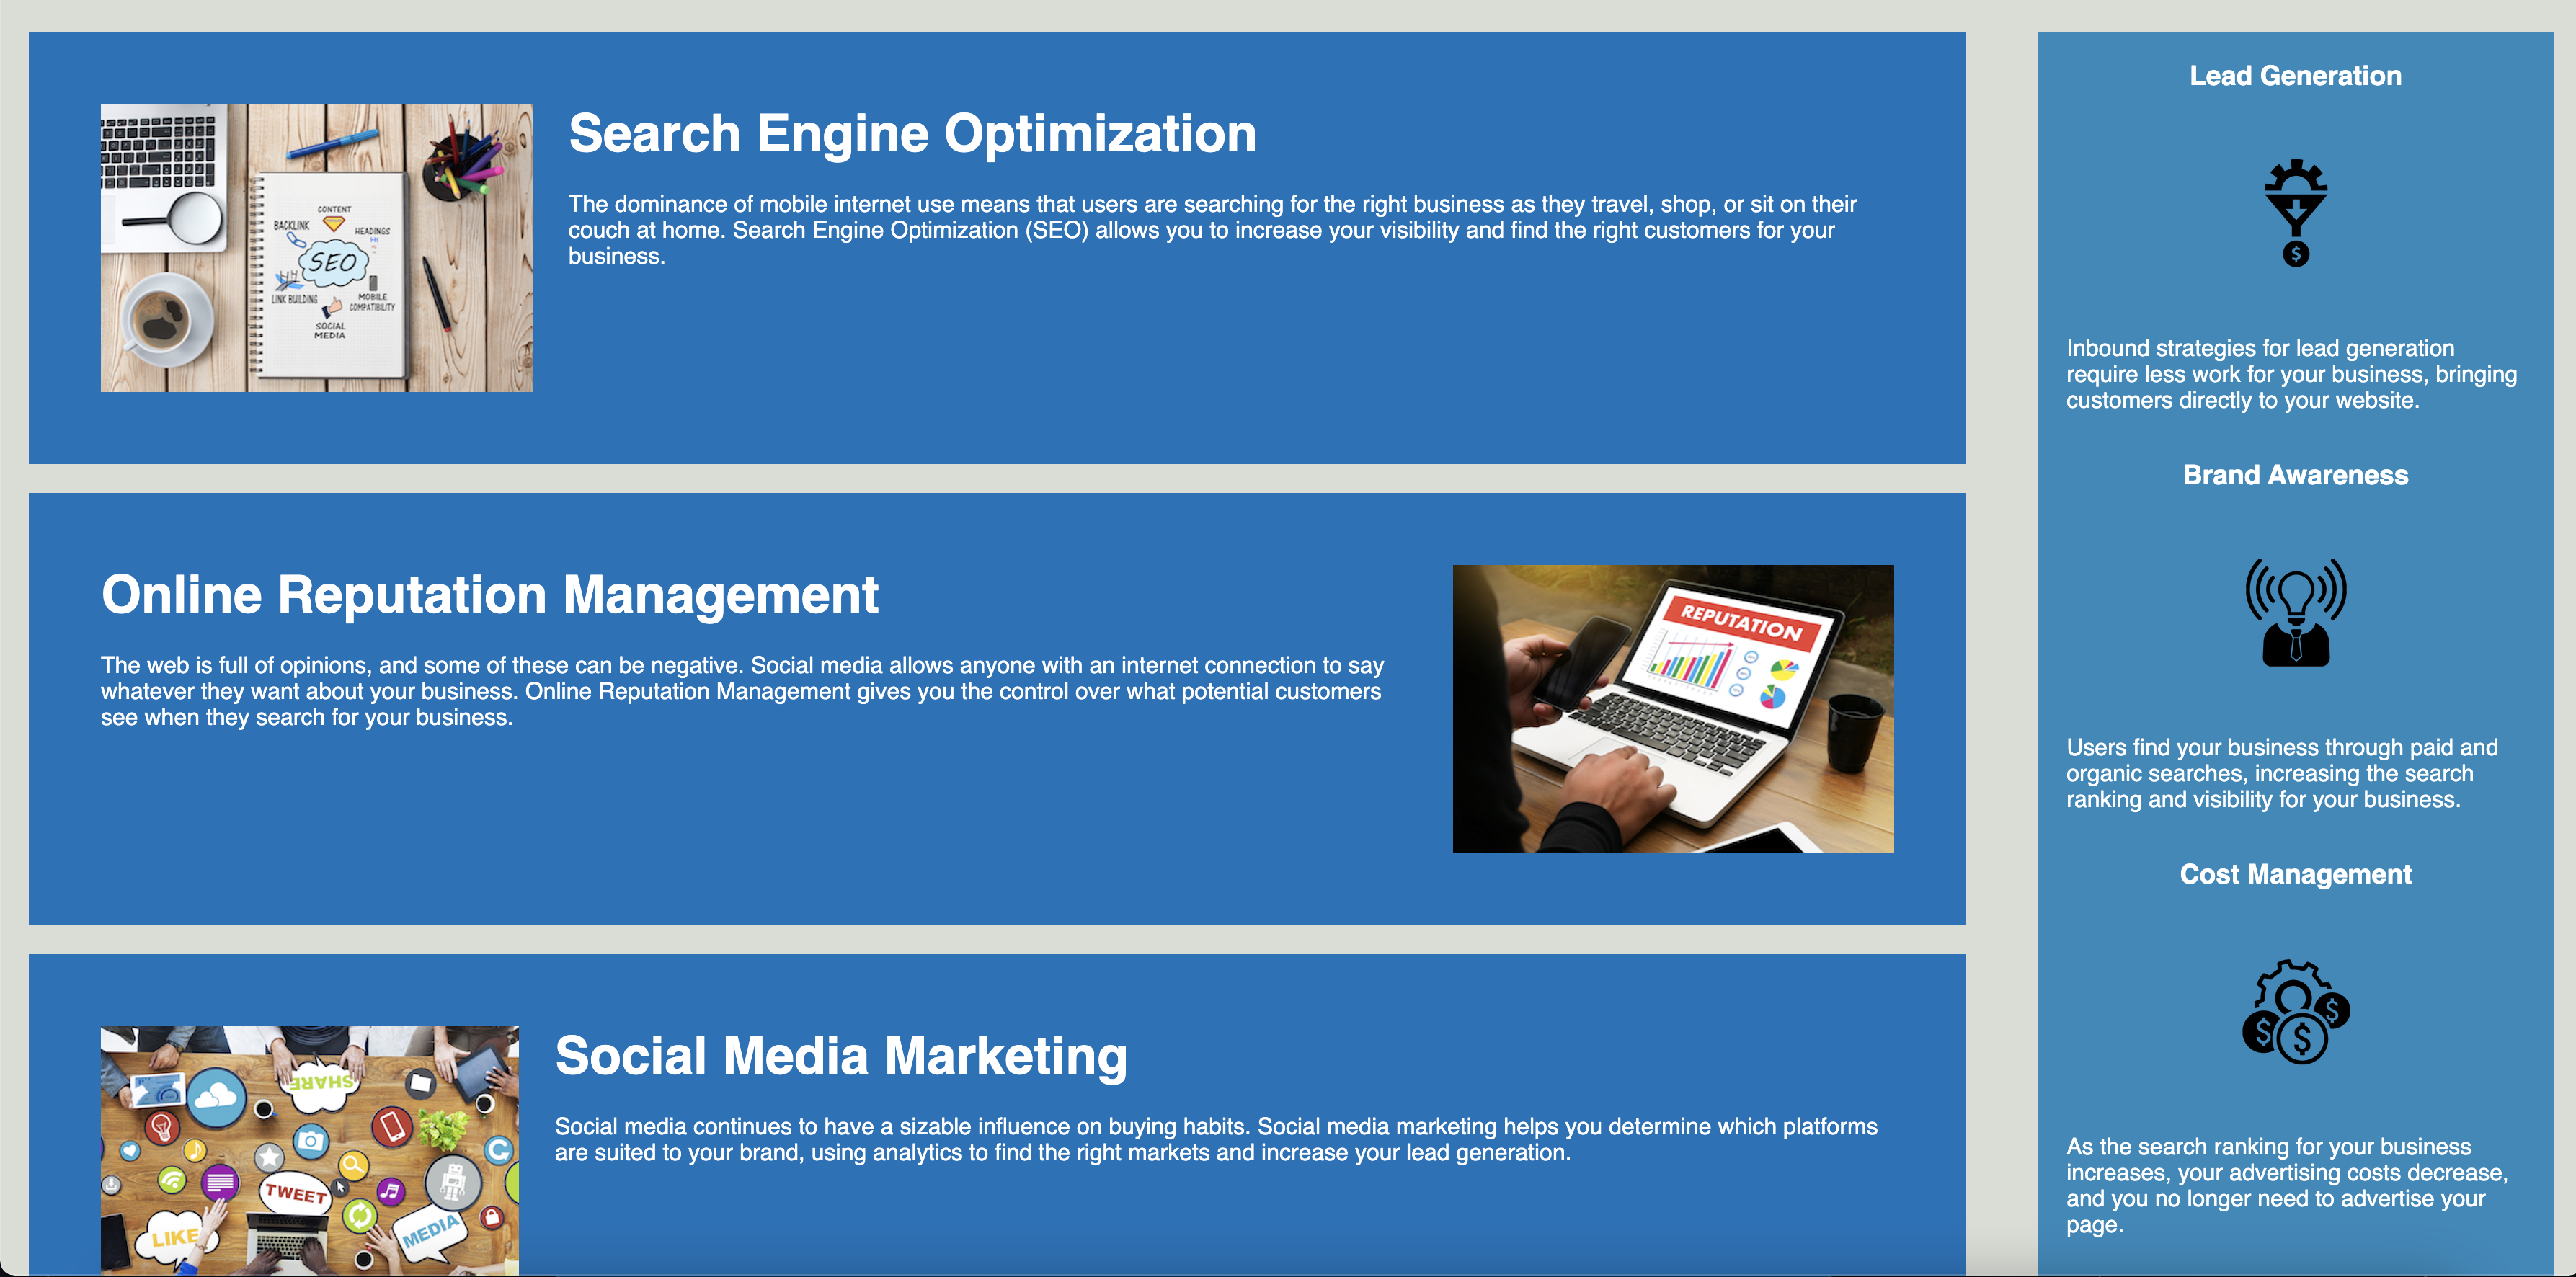 Search Engine Optimization
The dominance of mobile internet use means that users are searching for the right business as they travel, shop, or sit on their
couch at home. Search Engine Optimization (SEO) allows you to increase your visibility and find the right customers for your
business.
CONTENT
BACKLINK
HEADINGS
SEO
LINK BUILDING
MOBILE
COMPATIBILITY
SOCIAL
MEDIA
Online Reputation Management
The web is full of opinions, and some of these can be negative. Social media allows anyone with an internet connection to say
whatever they want about your business. Online Reputation Management gives you the control over what potential customers
see when they search for your business.
REPUTATION
Social Media Marketing
Social media continues to have a sizable influence on buying habits. Social media marketing helps you determine which platforms
are suited to your brand, using analytics to find the right markets and increase your lead generation.
SHARE
TWEET
LIKE
MEDIA
Lead Generation
$
Inbound strategies for lead generation
require less work for your business, bringing
customers directly to your website.
Brand Awareness
Users find your business through paid and
organic searches, increasing the search
ranking and visibility for your business.
Cost Management
$
$
$
As the search ranking for your business
increases, your advertising costs decrease,
and you no longer need to advertise your
page.